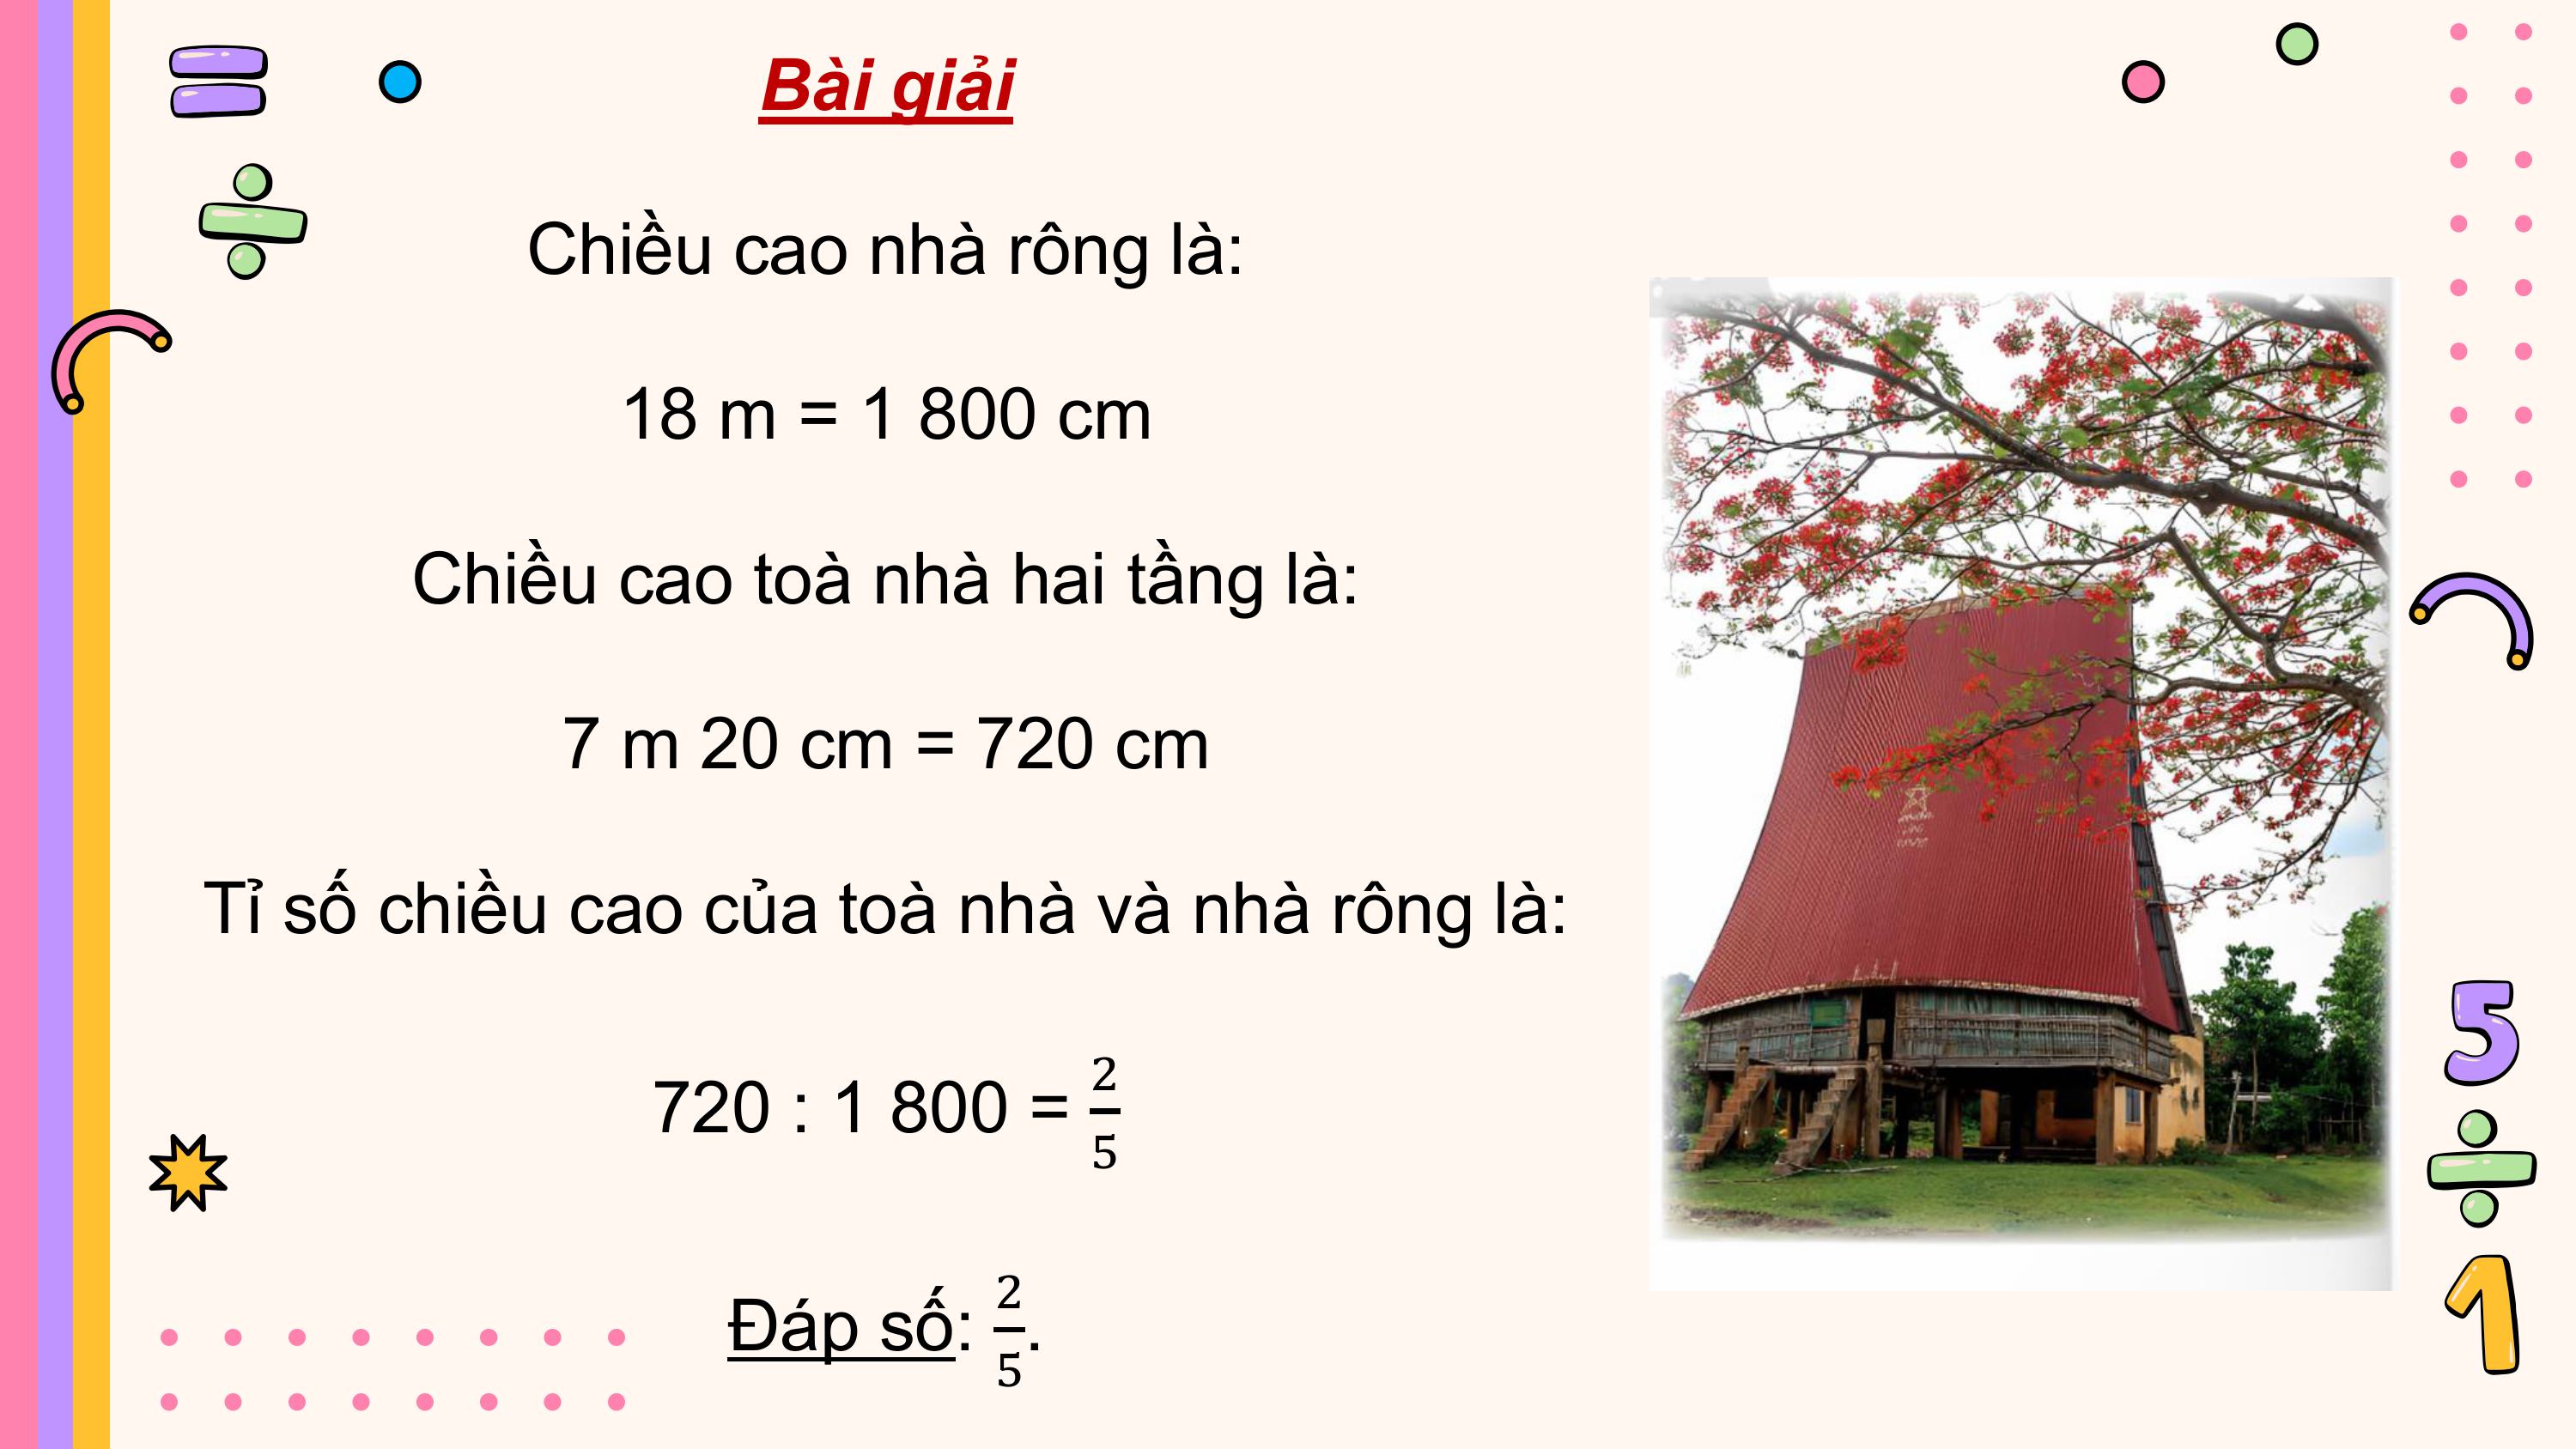 Bài giải
Chiều cao nhà rông là:
18 m = 1 800 cm
Chiều cao toà nhà hai tầng là:
7 m 20 cm = 720 cm
Tỉ số chiều cao của toà nhà và nhà rông là:
720 : 1 800 = 2/5
Đáp số: 2/5.
5
÷
1